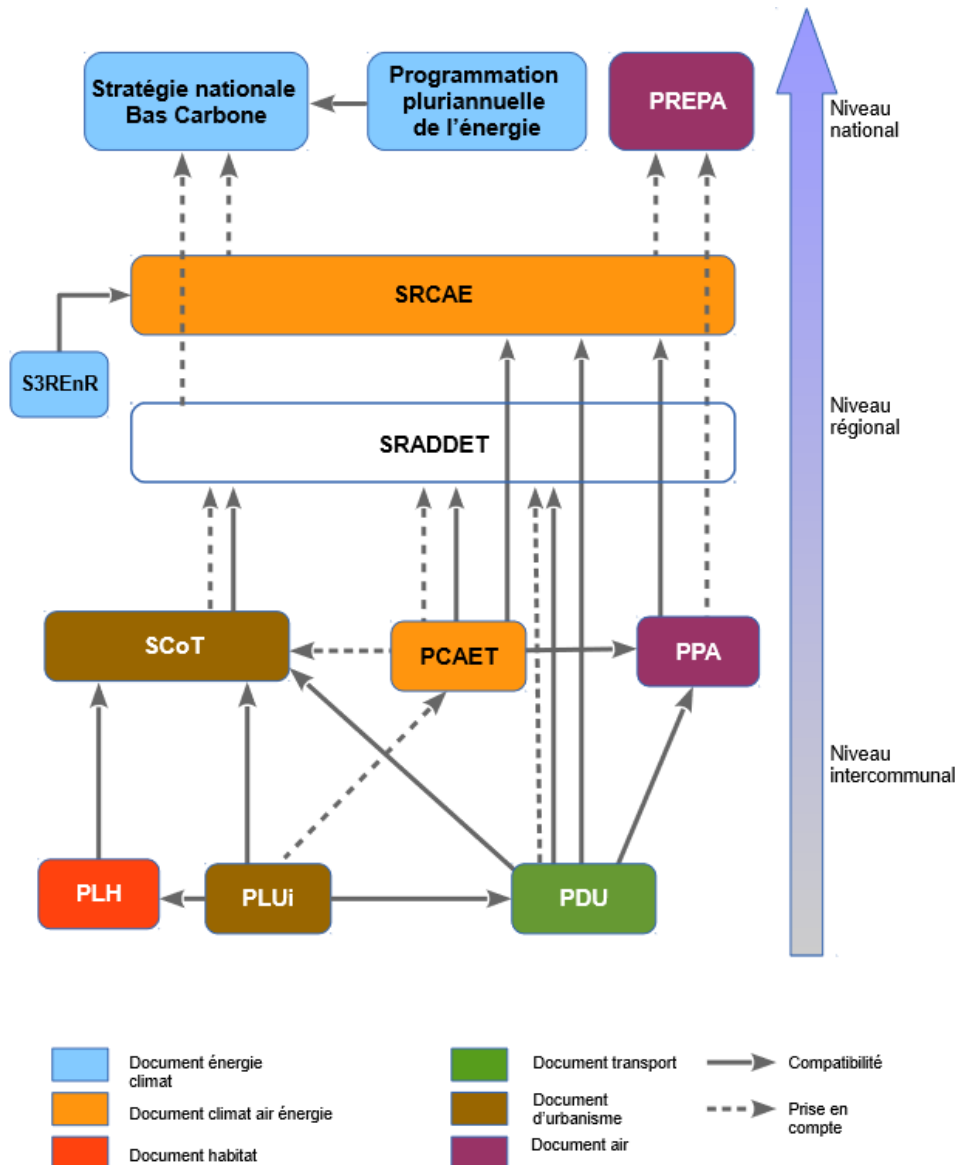 Stratégie nationale
Bas Carbone
Programmation
pluriannuelle
de l'énergie
PREPA
Niveau
national
SRCAE
S3REnR
Niveau
régional
SRADDET
SCoT
PCAET
PPA
Niveau
intercommunal
PLH
PLUi
PDU
Document énergie
climat
Document transport
Compatibilité
Document climat air énergie
Document
d'urbanisme
Prise en
compte
Document habitat
Document air